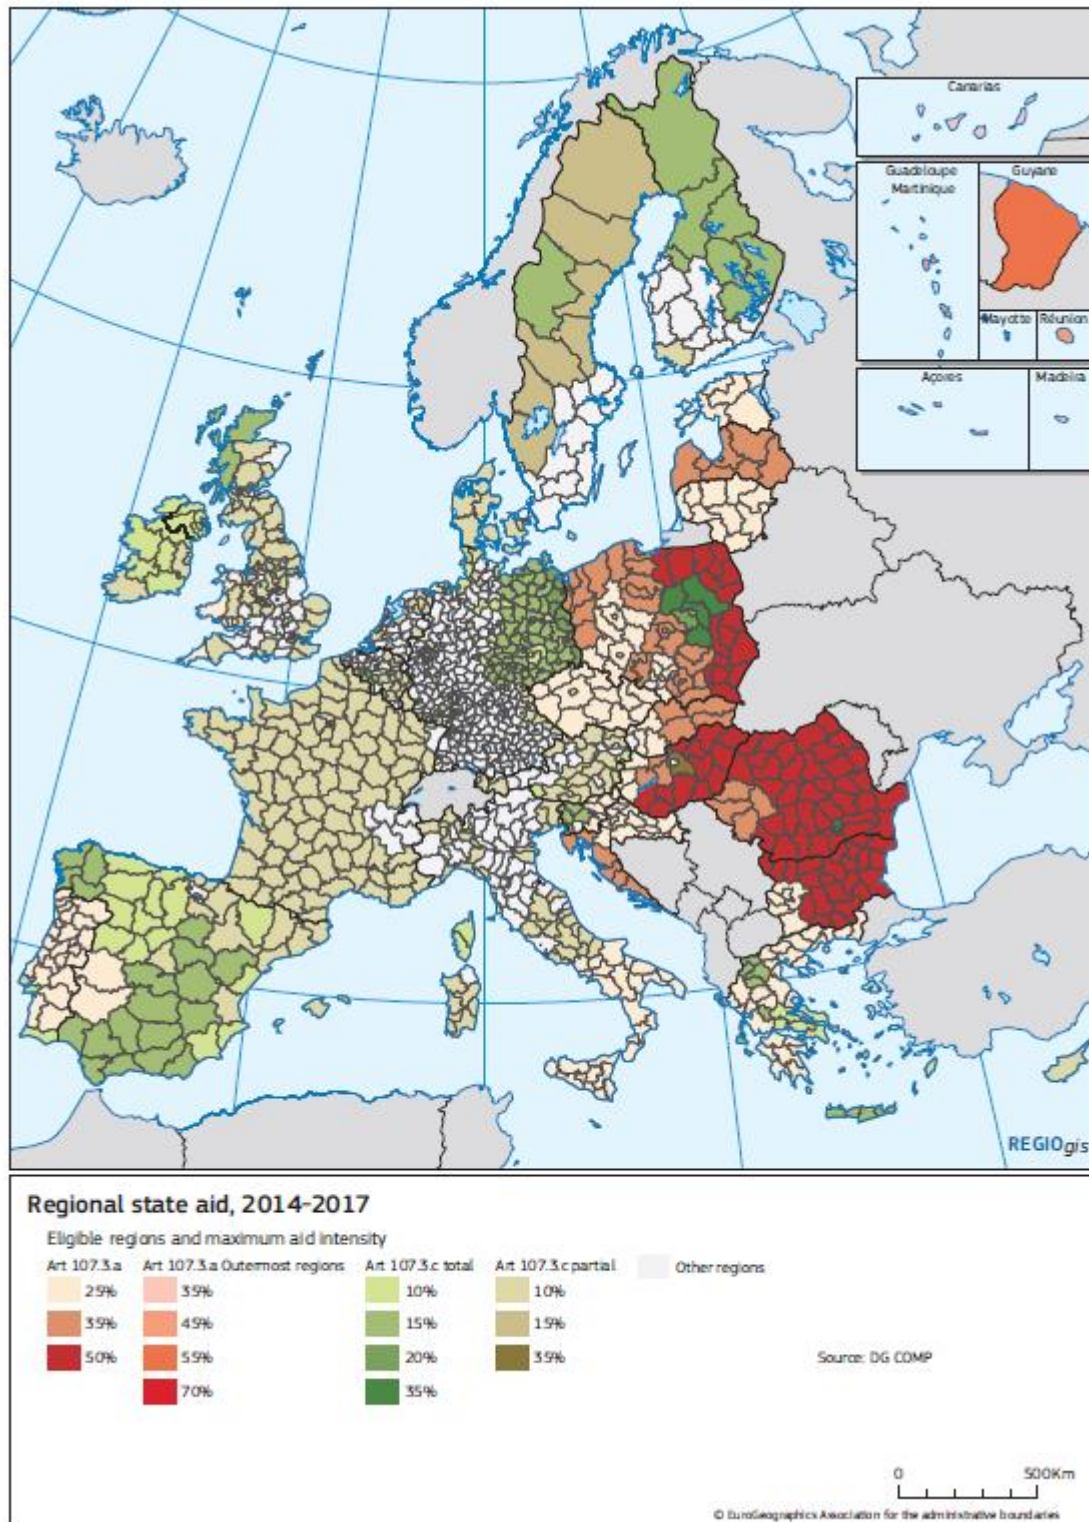 Canarias
Guadeloupe
Martinique
Guyane
Mayotte
Réunion
Açores
Madeira
REGIOgis
Regional state aid, 2014-2017
Eligible regions and maximum aid intensity
Art 107.3.a
25%
35%
50%
Art 107.3.a Outermost regions
35%
45%
55%
70%
Art 107.3.c total
10%
15%
20%
35%
Art 107.3.c partial
10%
15%
35%
Other regions
Source: DG COMP
0 500Km
© EuroGeographics Association for the administrative boundaries